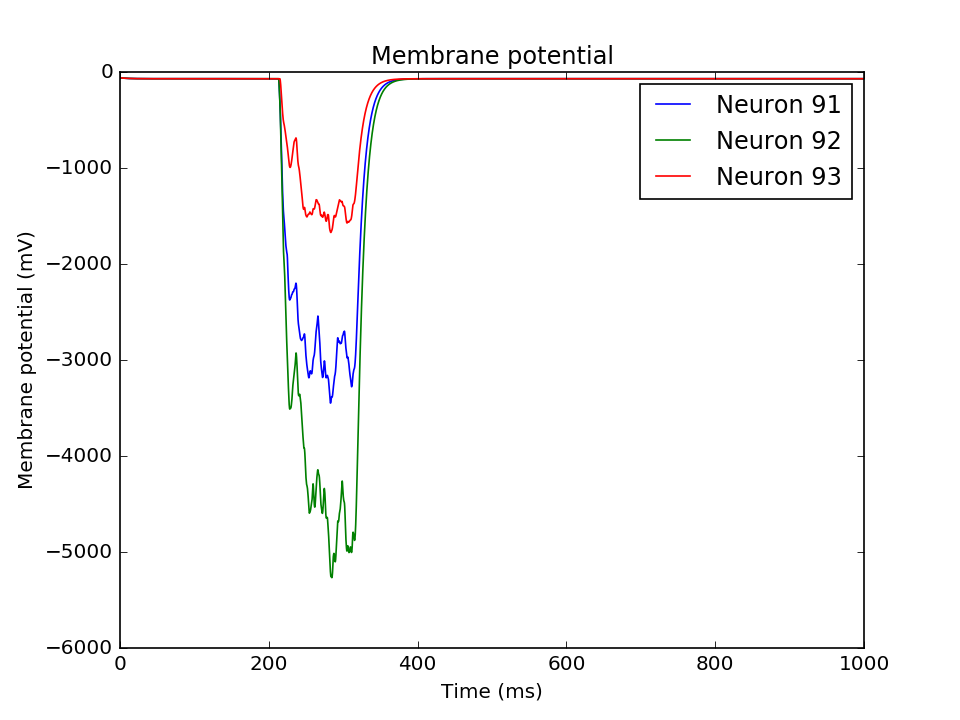 Membrane potential
0
−1000
−2000
−3000
−4000
−5000
−6000
Membrane potential (mV)
Neuron 91
Neuron 92
Neuron 93
0 200 400 600 800 1000
Time (ms)